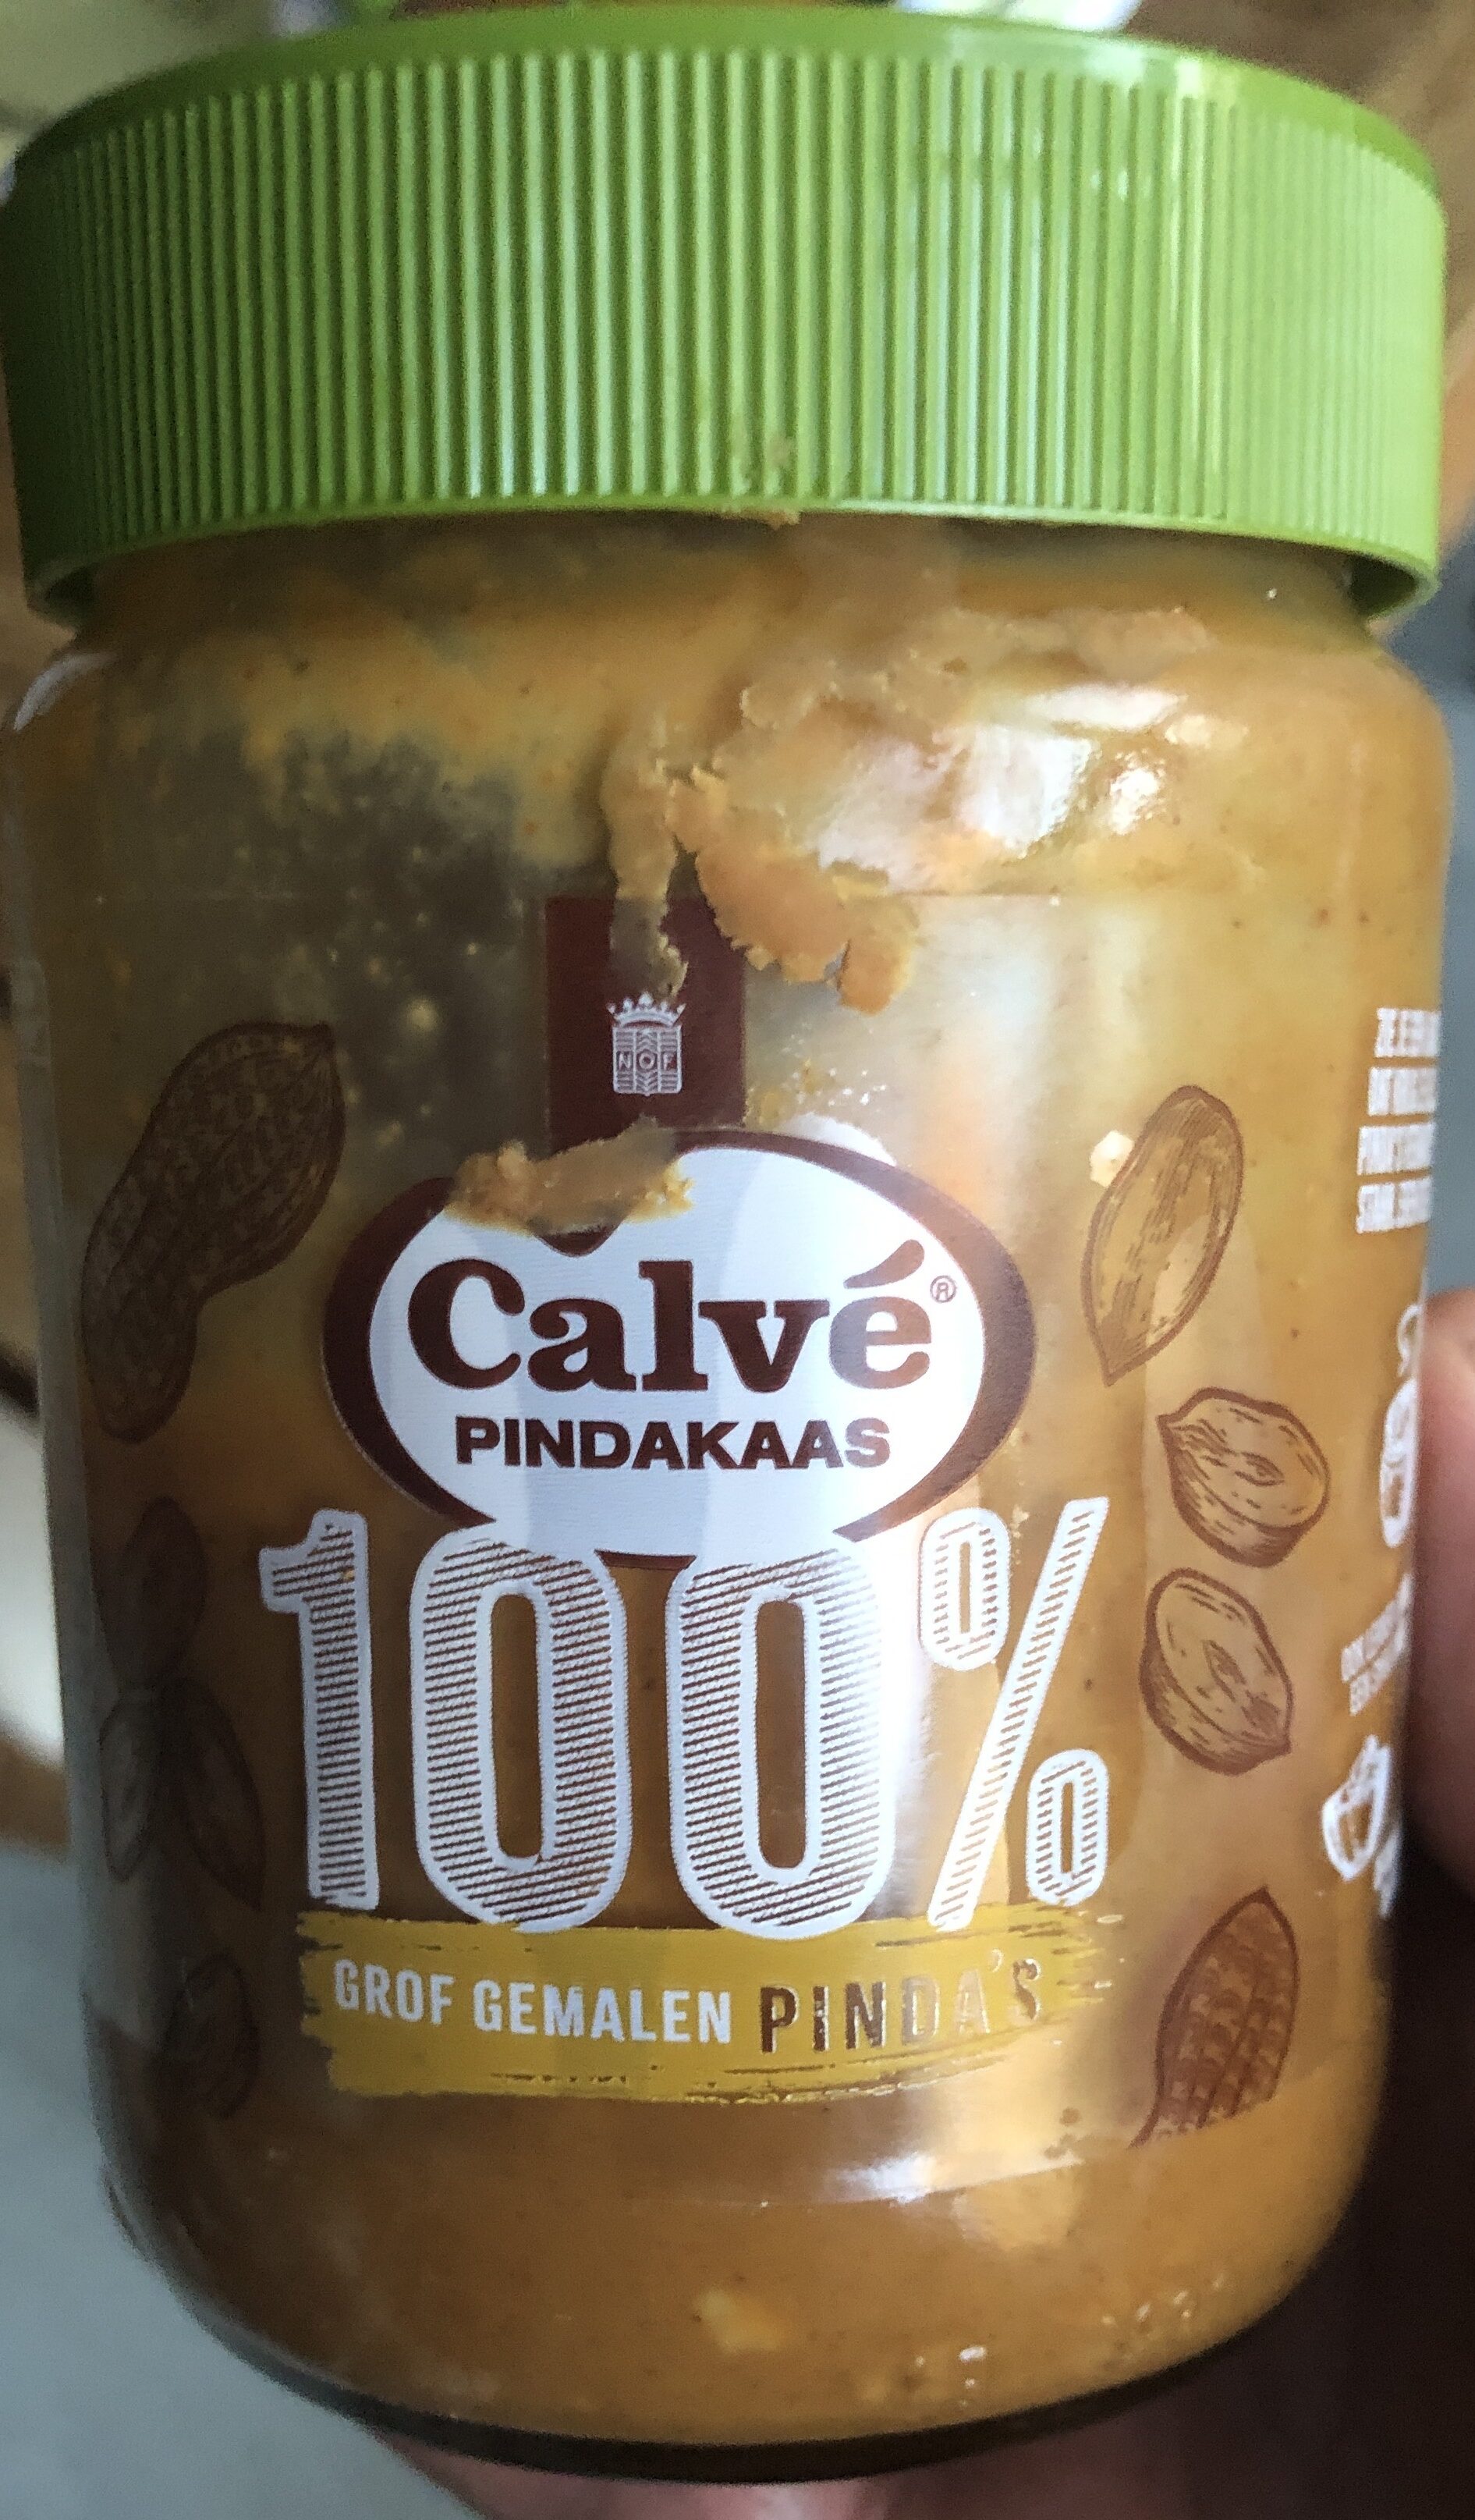 NOF
Calvé®
PINDAKAAS
100%
GROF GEMALEN PINDA'S